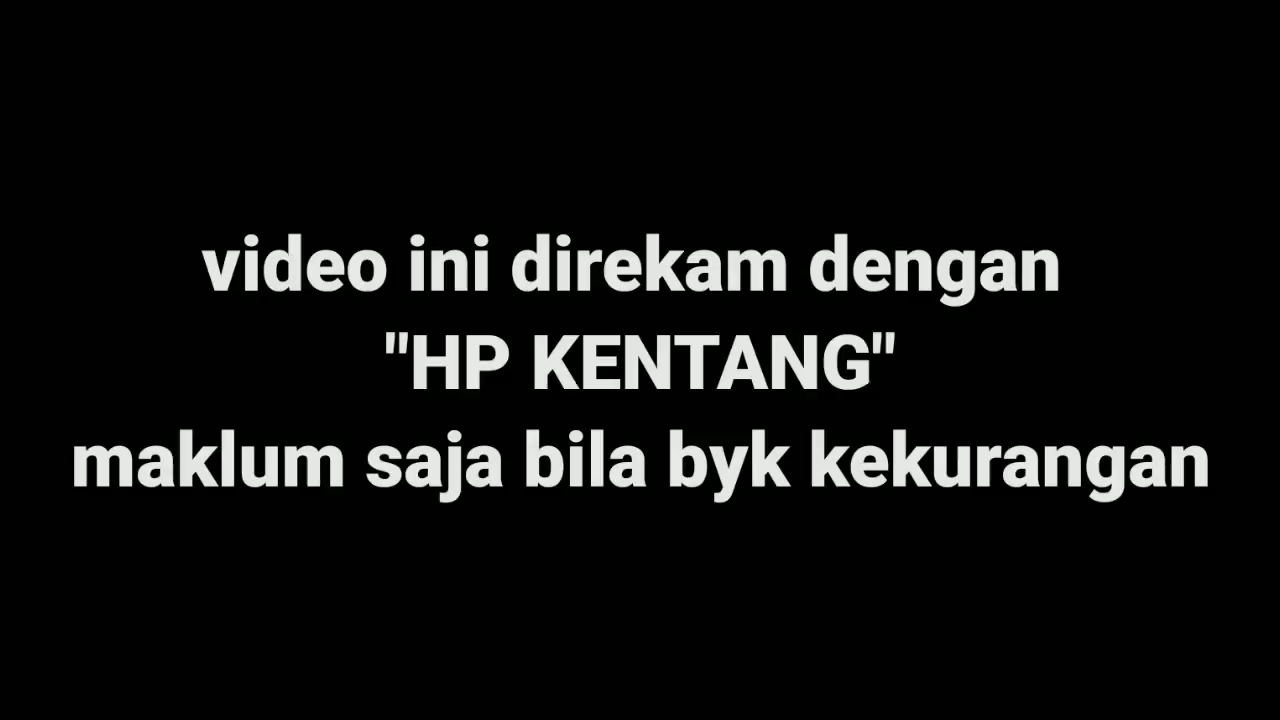 video ini direkam dengan
"HP KENTANG"
maklum saja bila byk kekurangan